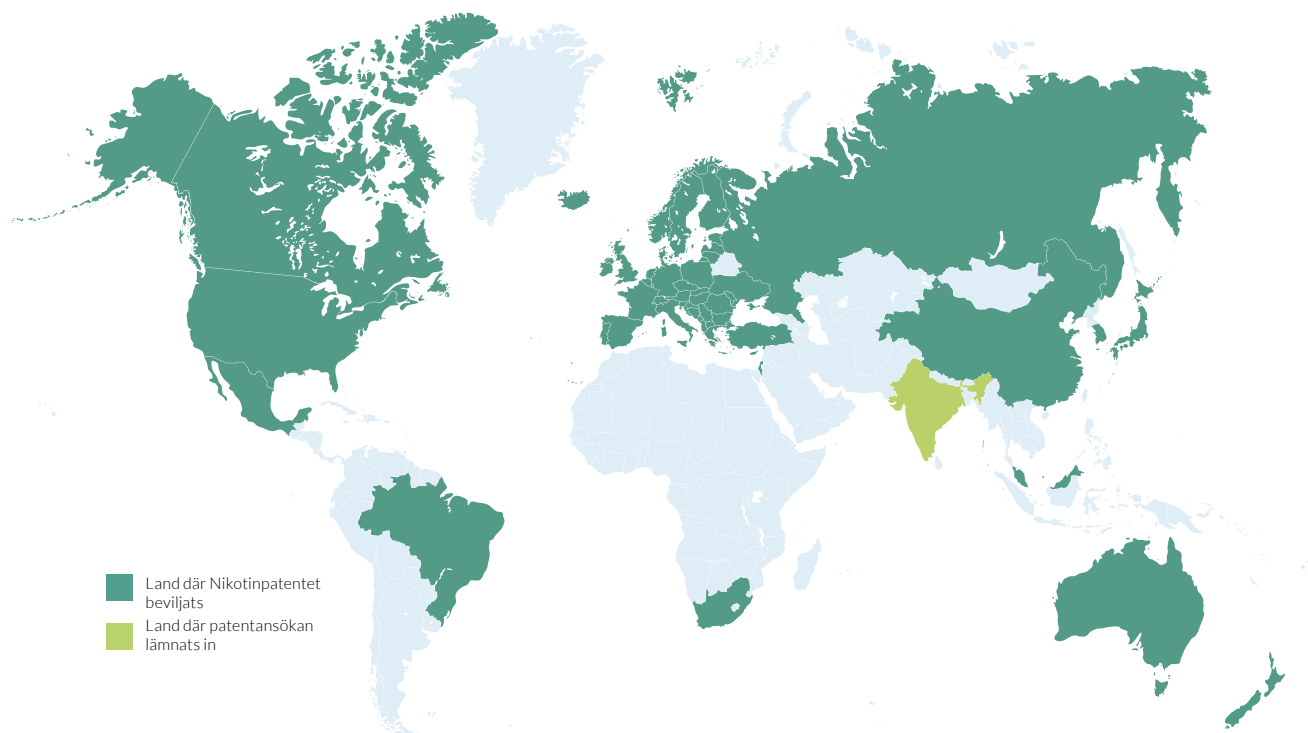 Land där Nikotinpatentet
beviljats
Land där patentansökan
lämnats in